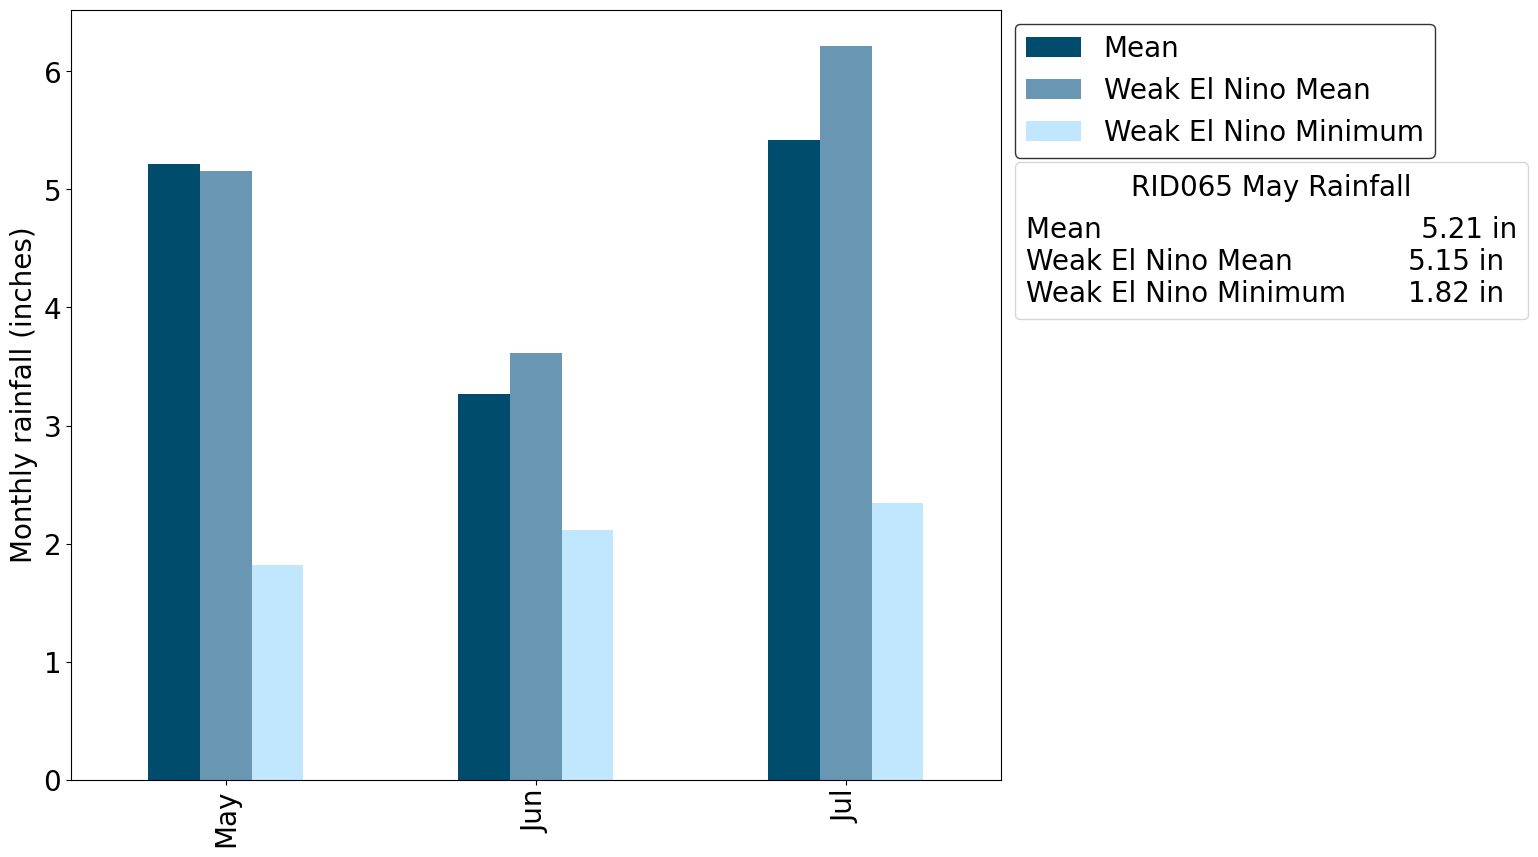 Mean
Weak El Nino Mean
Weak El Nino Minimum
RID065 May Rainfall
Mean 5.21 in
Weak El Nino Mean 5.15 in
Weak El Nino Minimum 1.82 in
Monthly rainfall (inches)
6
5
4
3
2
1
0
May
Jun
Jul